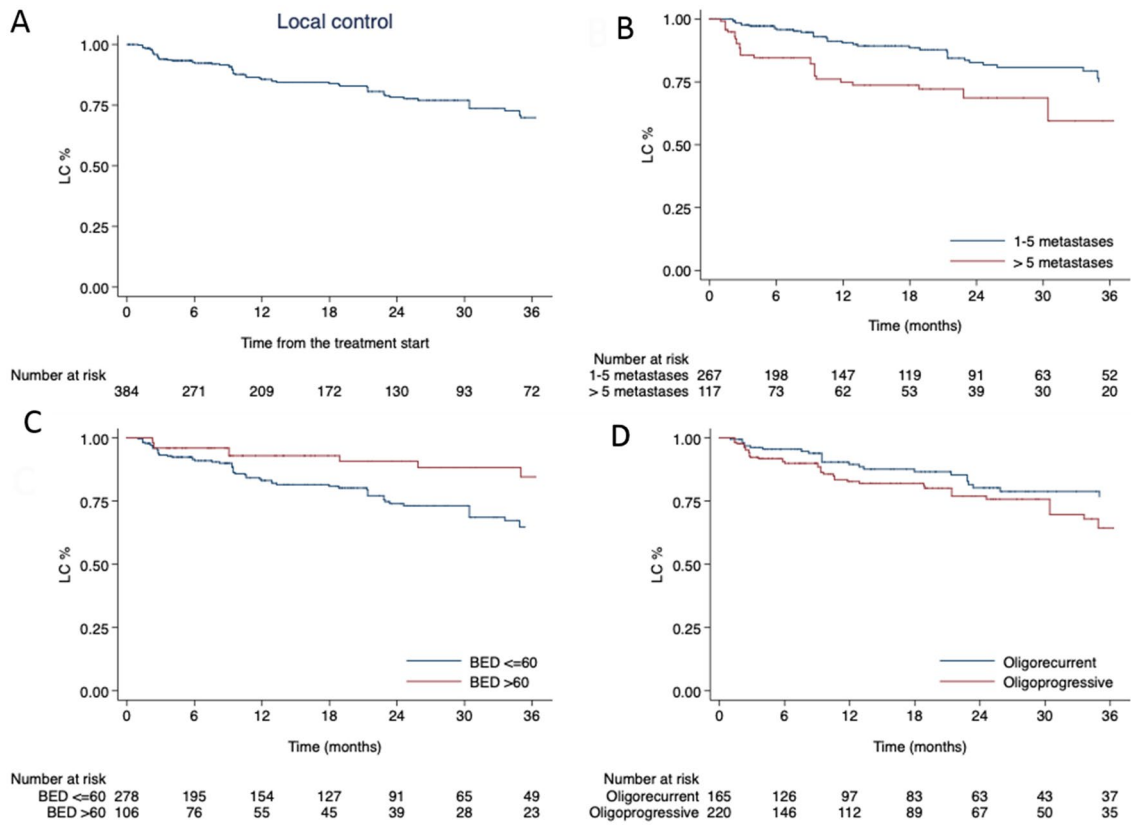 A
Local control
1.00
0.75
0.50
0.25
0.00
LC %
0 6 12 18 24 30 36
Time from the treatment start
Number at risk
384 271 209 172 130 93 72
B
1.00
0.75
0.50
0.25
0.00
LC %
1-5 metastases
> 5 metastases
0 6 12 18 24 30 36
Time (months)
Number at risk
1-5 metastases 267 198 147 119 91 63 52
> 5 metastases 117 73 62 53 39 30 20
C
1.00
0.75
0.50
0.25
0.00
LC %
BED <=60
BED >60
0 6 12 18 24 30 36
Time (months)
Number at risk
BED <=60 278 195 154 127 91 65 49
BED >60 106 76 55 45 39 28 23
D
1.00
0.75
0.50
0.25
0.00
LC %
Oligorecurrent
Oligoprogressive
0 6 12 18 24 30 36
Time (months)
Number at risk
Oligorecurrent 165 126 97 83 63 43 37
Oligoprogressive 220 146 112 89 67 50 35